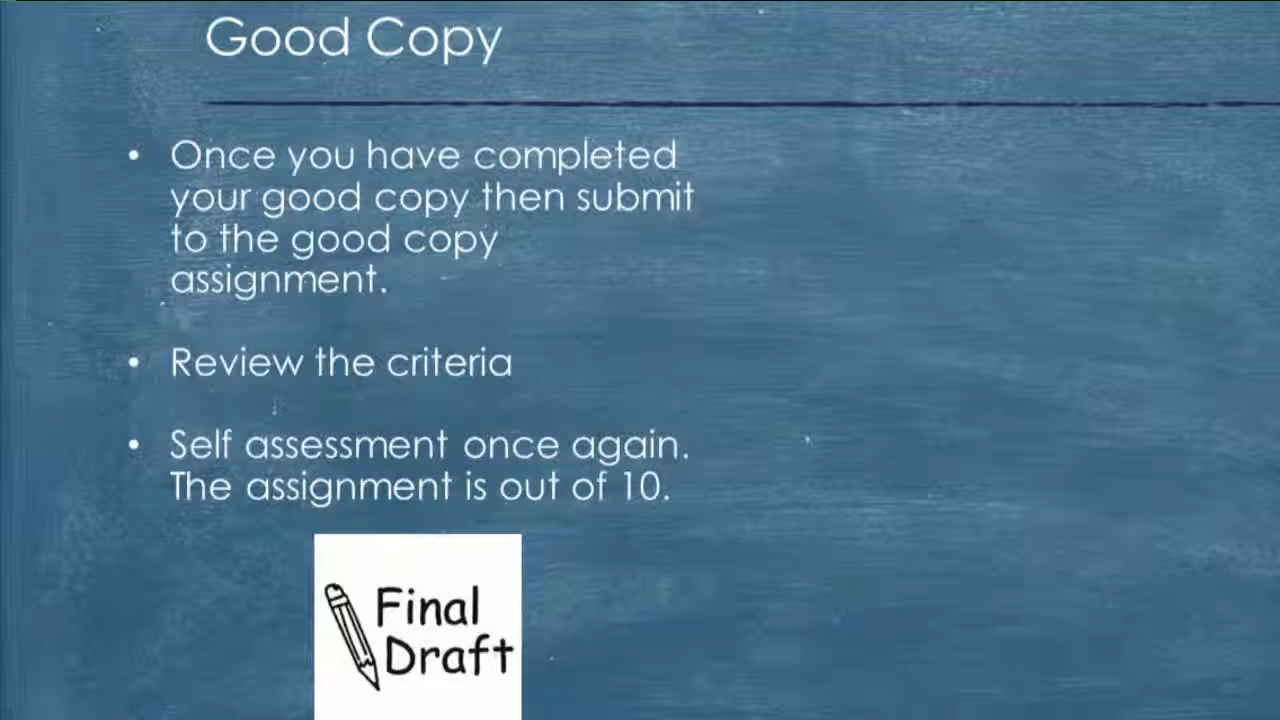 Good Copy
• Once you have completed
your good copy then submit
to the good copy
assignment.
• Review the criteria
• Self assessment once again.
The assignment is out of 10.
Final
Draft